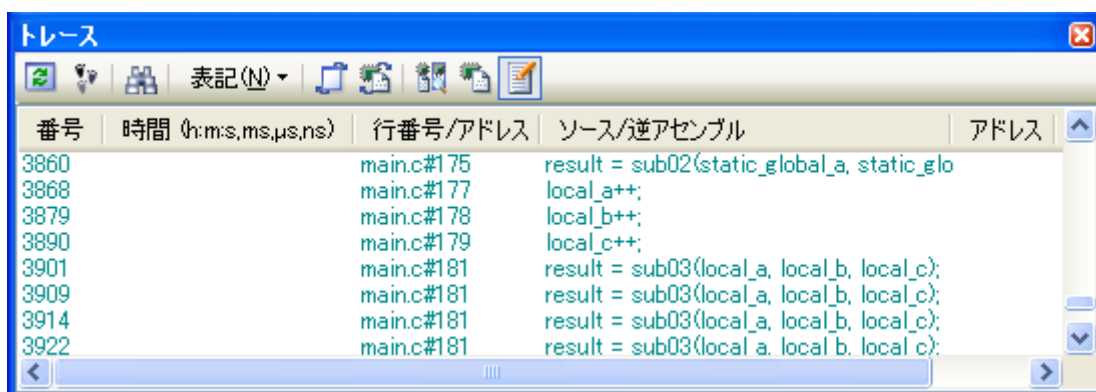 トレース
表記(N)
番号 時間 (h:m:s,ms,μs,ns) 行番号/アドレス ソース/逆アセンブル アドレス
3860 main.c#175 result = sub02(static_global_a, static_glo
3868 main.c#177 local_a++;
3879 main.c#178 local_b++;
3890 main.c#179 local_c++;
3901 main.c#181 result = sub03(local_a, local_b, local_c);
3909 main.c#181 result = sub03(local_a, local_b, local_c);
3914 main.c#181 result = sub03(local_a, local_b, local_c);
3922 main.c#181 result = sub03(local_a, local_b, local_c);